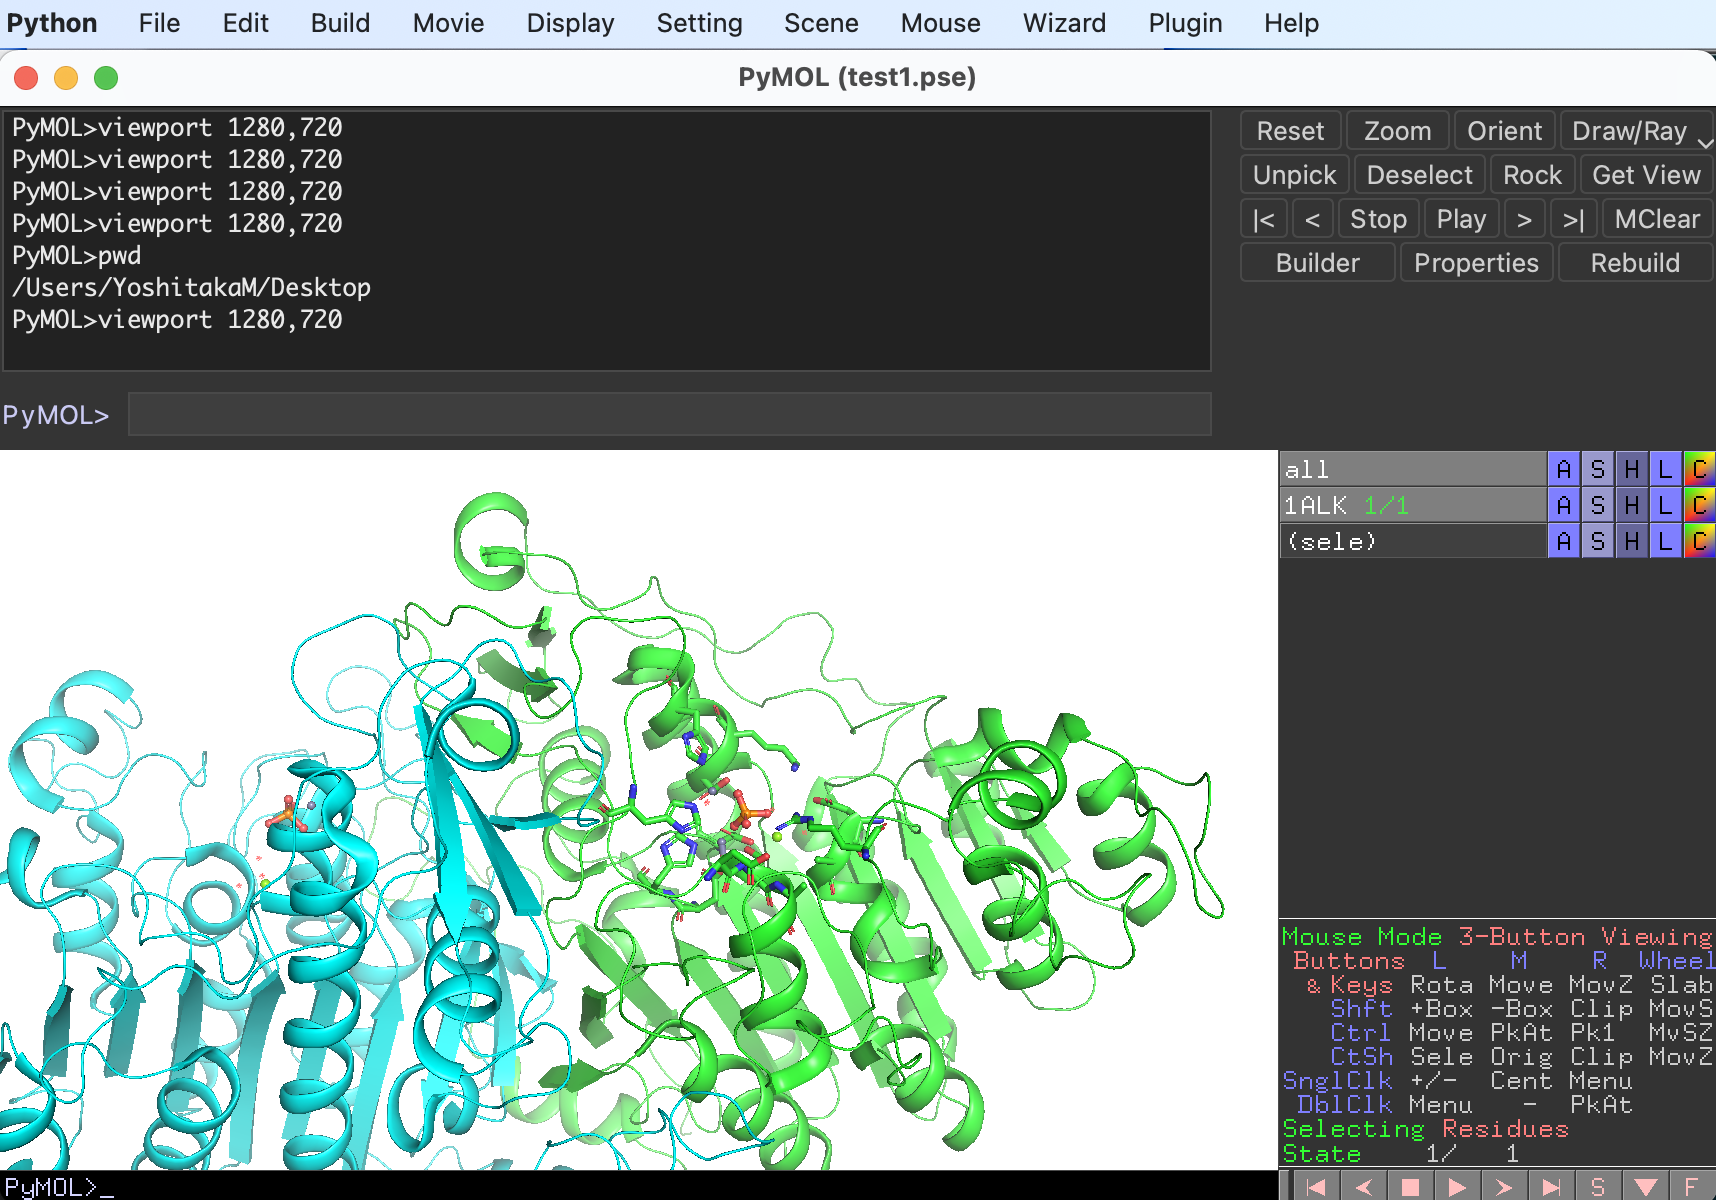 Python File Edit Build Movie Display Setting Scene Mouse Wizard Plugin Help
PyMOL (test1.pse)
PyMOL>viewport 1280,720
PyMOL>viewport 1280,720
PyMOL>viewport 1280,720
PyMOL>viewport 1280,720
PyMOL>pwd
/Users/YoshitakaM/Desktop
PyMOL>viewport 1280,720
PyMOL>
Reset Zoom Orient Draw/Ray
Unpick Deselect Rock Get View
|< < Stop Play > >| MClear
Builder Properties Rebuild
all A S H L C
1ALK 1/1 A S H L C
(sele) A S H L C
Mouse Mode 3-Button Viewing
Buttons L M R Wheel
& Keys Rota Move MovZ Slab
Shft +Box -Box Clip MovS
Ctrl Move PkAt Pk1 MvSZ
CtSh Sele Orig Clip MovZ
SnglClk +/- Cent Menu
DblClk Menu - PkAt
Selecting Residues
State 1/ 1
S F
PyMOL>_